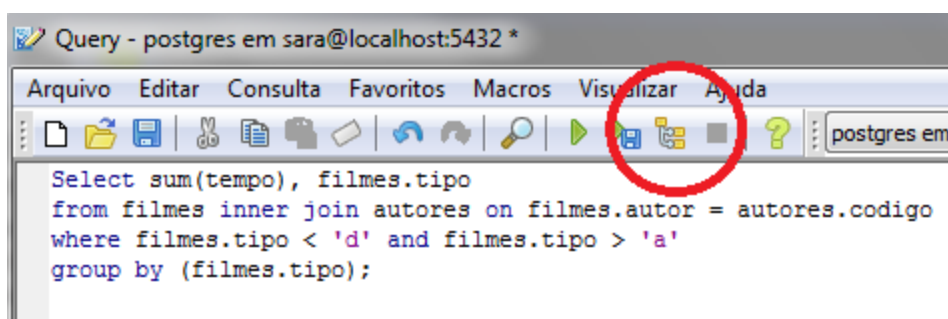 Query - postgres em sara@localhost:5432 *
Arquivo Editar Consulta Favoritos Macros Visualizar Ajuda
postgres em
Select sum(tempo), filmes.tipo
from filmes inner join autores on filmes.autor = autores.codigo
where filmes.tipo < 'd' and filmes.tipo > 'a'
group by (filmes.tipo);